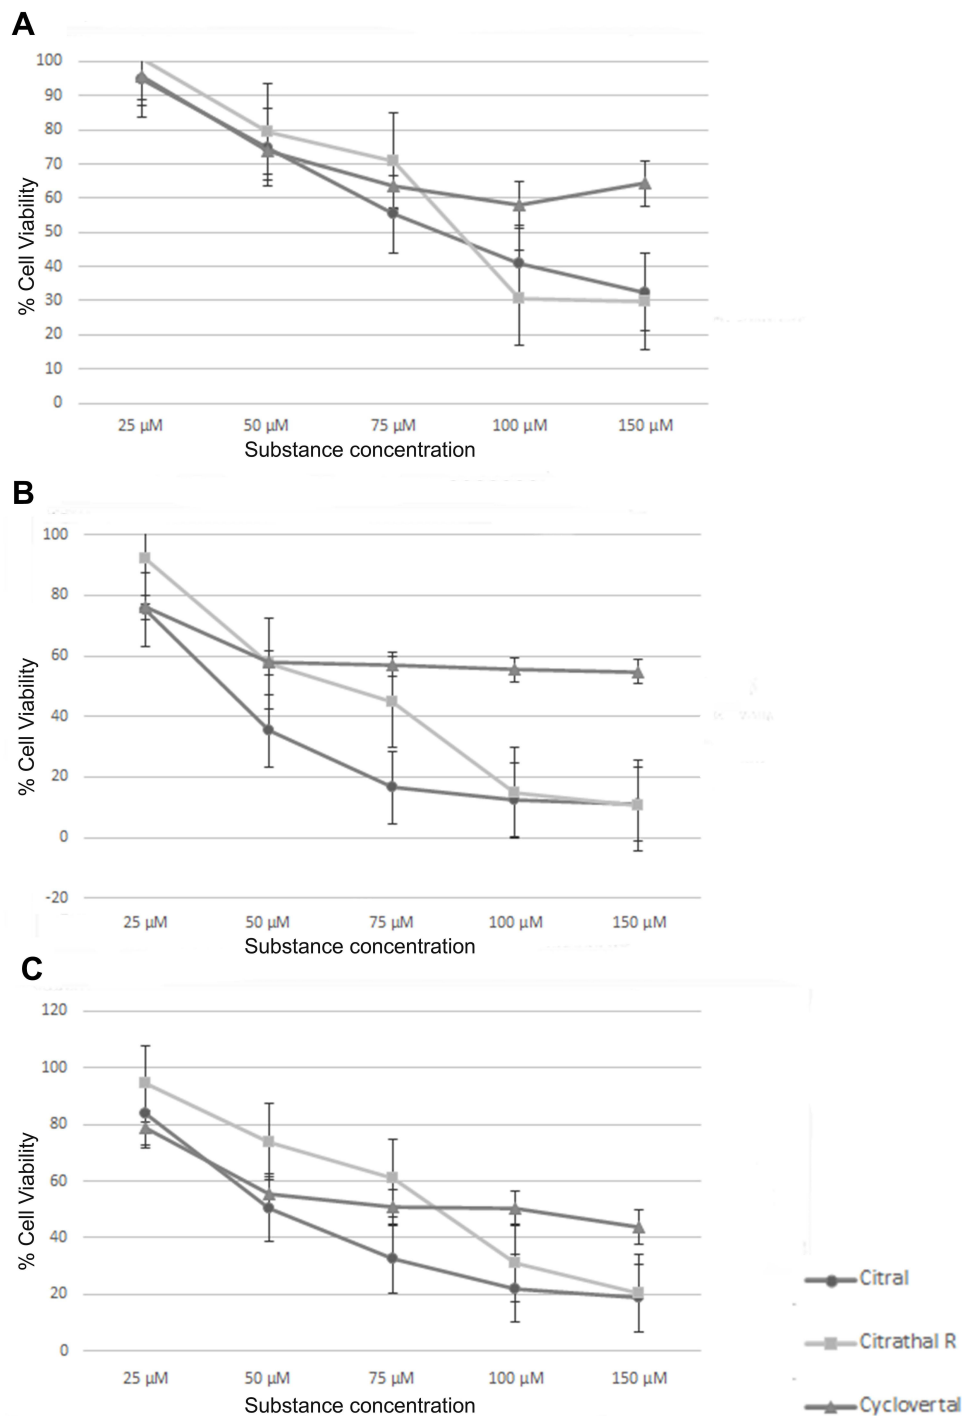 A
100
90
80
70
60
50
40
30
20
10
0
% Cell Viability
25 µM 50 µM 75 µM 100 µM 150 µM
Substance concentration
B
100
80
60
40
20
0
-20
% Cell Viability
25 µM 50 µM 75 µM 100 µM 150 µM
Substance concentration
C
120
100
80
60
40
20
0
% Cell Viability
25 µM 50 µM 75 µM 100 µM 150 µM
Substance concentration
Citral
Citrathal R
Cyclovertal